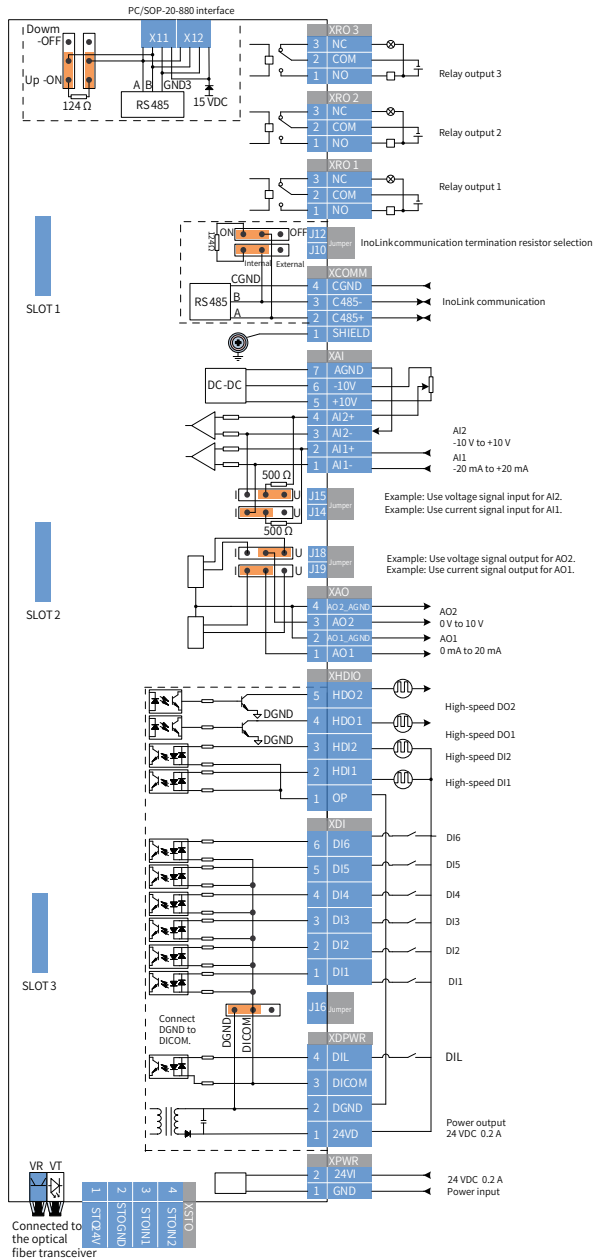 PC/SOP-20-880 interface
Dowm
-OFF
Up -ON
124 Ω
X11
X12
A
B
GND3
RS485
15 VDC
XRO 3
3 NC
2 COM
1 NO
Relay output 3
XRO 2
3 NC
2 COM
1 NO
Relay output 2
XRO 1
3 NC
2 COM
1 NO
Relay output 1
SLOT 1
124Ω
ON
OFF
Internal
External
J12
J10
Jumper
InoLink communication termination resistor selection
XCOMM
CGND
RS485
B
A
4 CGND
3 C485-
2 C485+
1 SHIELD
InoLink communication
XAI
DC-DC
7 AGND
6 -10V
5 +10V
4 AI2+
3 AI2-
2 AI1+
1 AI1-
AI2
-10 V to +10 V
AI1
-20 mA to +20 mA
500 Ω
I
U
J15
I
U
J14
Jumper
500 Ω
Example: Use voltage signal input for AI2.
Example: Use current signal input for AI1.
SLOT 2
I
U
J18
I
U
J19
Jumper
Example: Use voltage signal output for AO2.
Example: Use current signal output for AO1.
XAO
4 AO2_AGND
3 AO2
2 AO1_AGND
1 AO1
AO2
0 V to 10 V
AO1
0 mA to 20 mA
XHDIO
5 HDO2
4 HDO1
3 HDI2
2 HDI1
1 OP
DGND
DGND
High-speed DO2
High-speed DO1
High-speed DI2
High-speed DI1
XDI
6 DI6
5 DI5
4 DI4
3 DI3
2 DI2
1 DI1
DI6
DI5
DI4
DI3
DI2
DI1
SLOT 3
Connect
DGND to
DICOM.
DGND
DICOM
J16
Jumper
XDPWR
4 DIL
3 DICOM
2 DGND
1 24VD
DIL
Power output
24 VDC 0.2 A
XPWR
2 24VI
1 GND
24 VDC 0.2 A
Power input
VR
VT
Connected to
the optical
fiber transceiver
1 STO24V
2 STOGND
3 STOIN1
4 STOIN2
XSTO